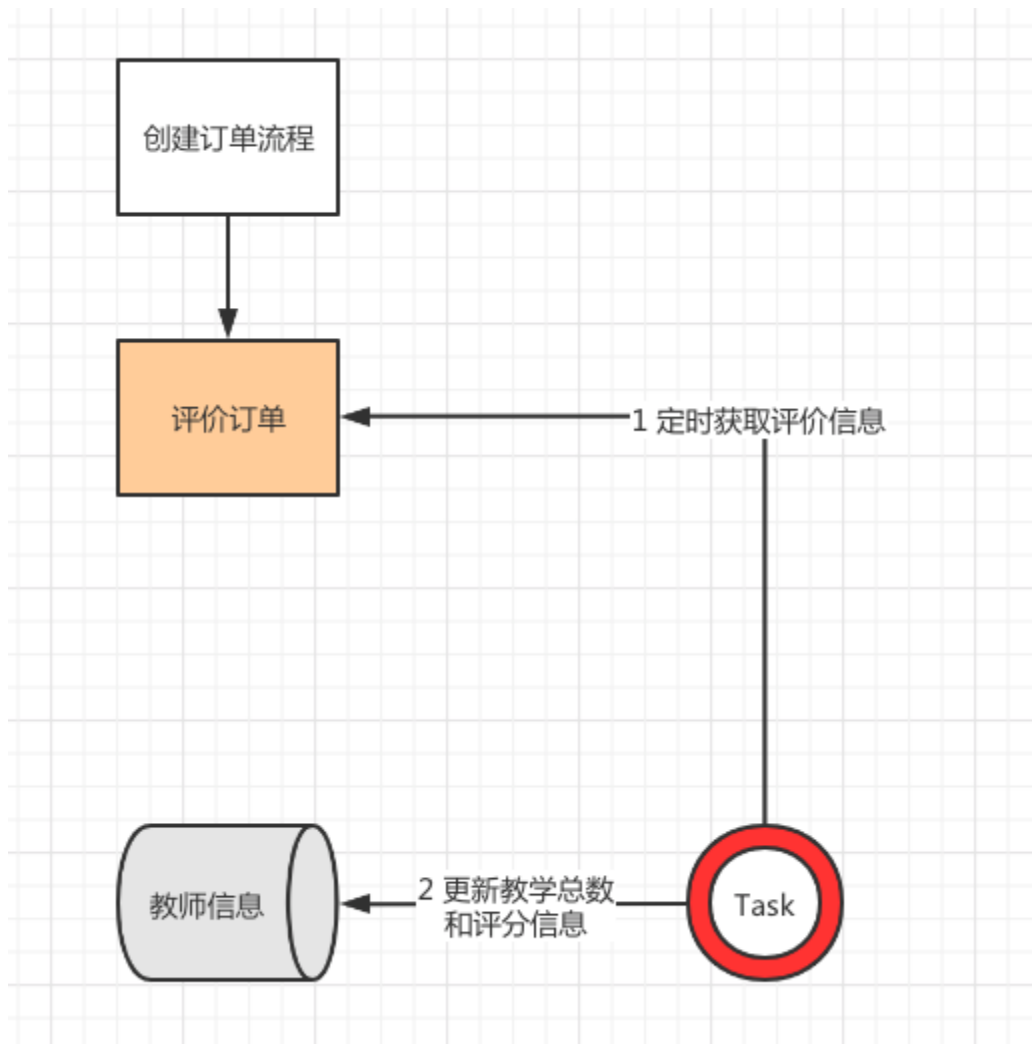 创建订单流程
评价订单
1 定时获取评价信息
教师信息
2 更新教学总数
和评分信息
Task